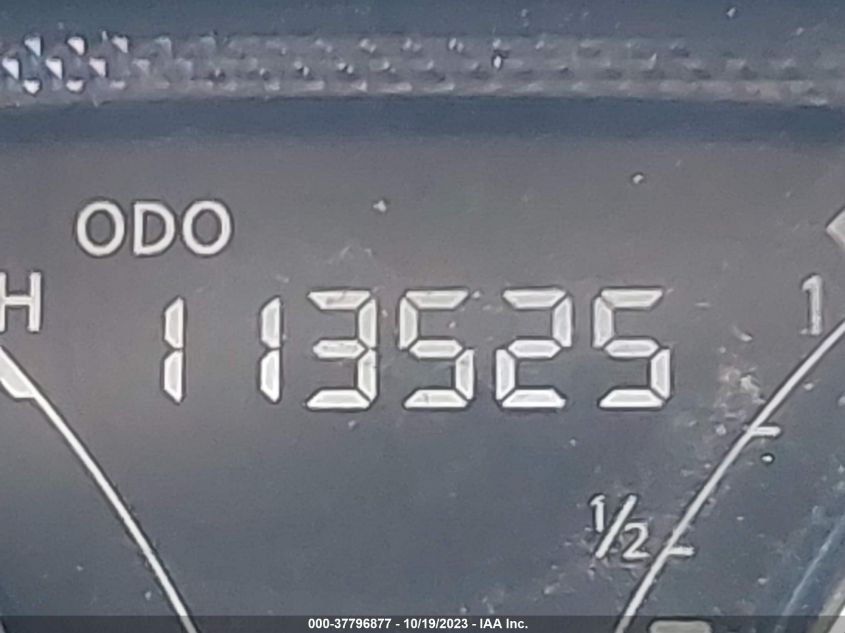 ODO
H
113525
1
1/2
000-37796877 - 10/19/2023 - IAA Inc.